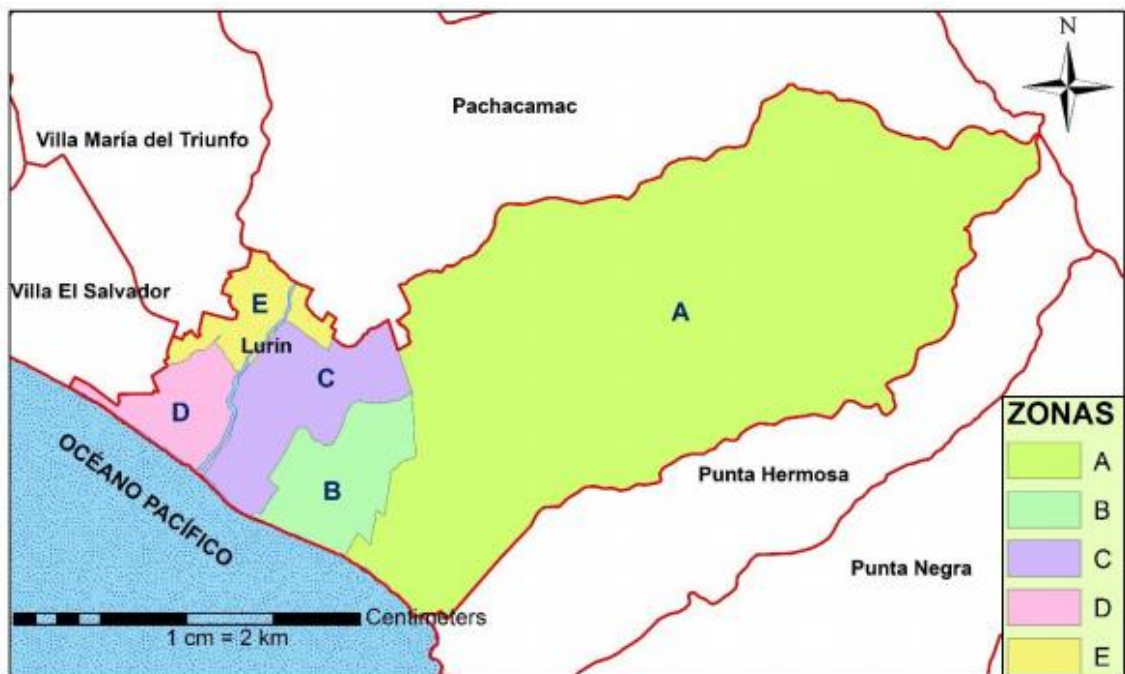 N
Pachacamac
Villa María del Triunfo
Villa El Salvador
E
A
Lurín
C
D
ZONAS
A
B
C
D
E
Punta Hermosa
B
OCÉANO PACÍFICO
Punta Negra
Centimeters
1 cm = 2 km